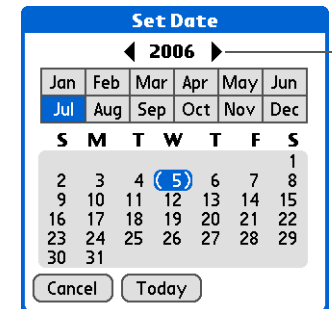 Set Date
2006
Jan Feb Mar Apr May Jun
Jul Aug Sep Oct Nov Dec
S M T W T F S
1
2 3 4 5 6 7 8
9 10 11 12 13 14 15
16 17 18 19 20 21 22
23 24 25 26 27 28 29
30 31
Cancel Today